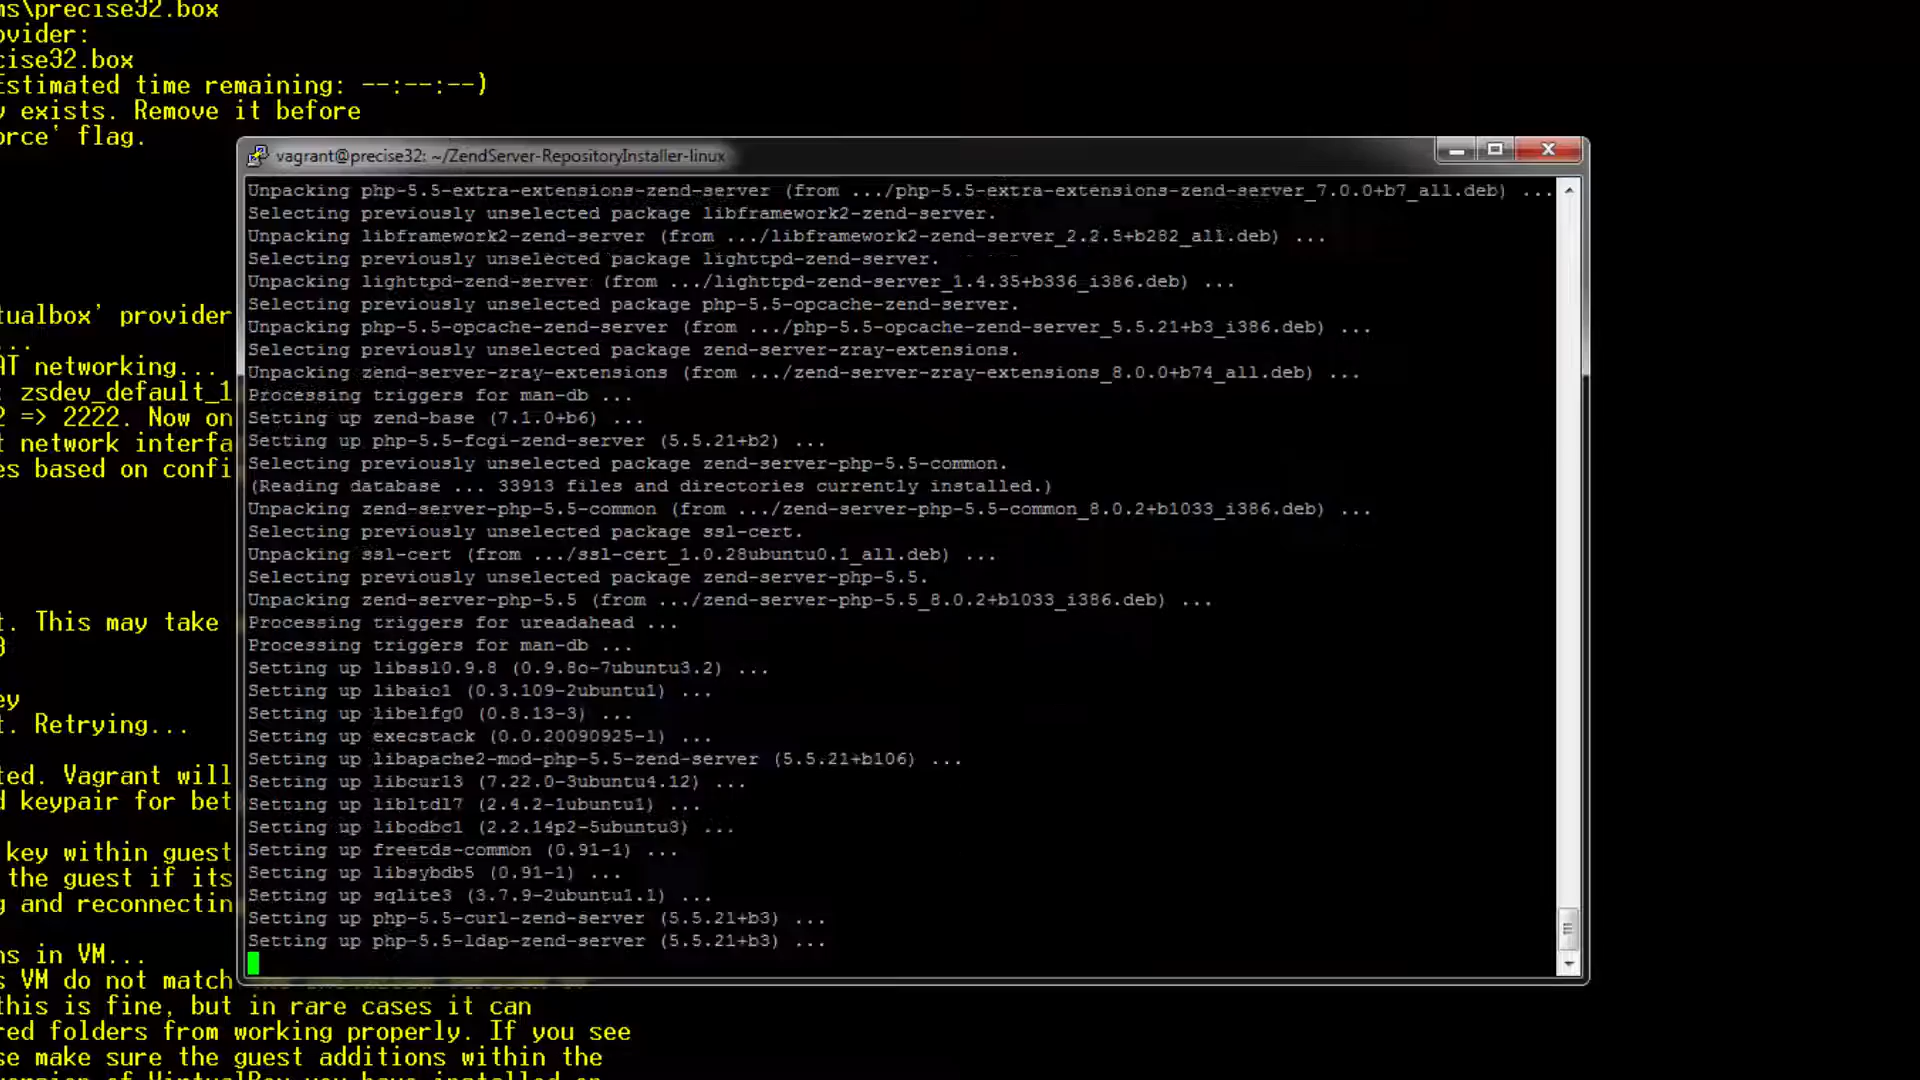 ms\precise32.box
ovider:
cise32.box
Estimated time remaining: --:--:--)
y exists. Remove it before
orce' flag.
tualbox' provider
...
AT networking...
: zsdev_default_1
2 => 2222. Now on
t network interfa
es based on confi
t. This may take
ey
t. Retrying...
ted. Vagrant will
d keypair for bet
key within guest
the guest if its
g and reconnectin
ns in VM...
s VM do not match
this is fine, but in rare cases it can
red folders from working properly. If you see
se make sure the guest additions within the
version of VirtualBox you have installed on
vagrant@precise32: ~/ZendServer-RepositoryInstaller-linux
Unpacking php-5.5-extra-extensions-zend-server (from .../php-5.5-extra-extensions-zend-server_7.0.0+b7_all.deb) ...
Selecting previously unselected package libframework2-zend-server.
Unpacking libframework2-zend-server (from .../libframework2-zend-server_2.2.5+b282_all.deb) ...
Selecting previously unselected package lighttpd-zend-server.
Unpacking lighttpd-zend-server (from .../lighttpd-zend-server_1.4.35+b336_i386.deb) ...
Selecting previously unselected package php-5.5-opcache-zend-server.
Unpacking php-5.5-opcache-zend-server (from .../php-5.5-opcache-zend-server_5.5.21+b3_i386.deb) ...
Selecting previously unselected package zend-server-zray-extensions.
Unpacking zend-server-zray-extensions (from .../zend-server-zray-extensions_8.0.0+b74_all.deb) ...
Processing triggers for man-db ...
Setting up zend-base (7.1.0+b6) ...
Setting up php-5.5-fcgi-zend-server (5.5.21+b2) ...
Selecting previously unselected package zend-server-php-5.5-common.
(Reading database ... 33913 files and directories currently installed.)
Unpacking zend-server-php-5.5-common (from .../zend-server-php-5.5-common_8.0.2+b1033_i386.deb) ...
Selecting previously unselected package ssl-cert.
Unpacking ssl-cert (from .../ssl-cert_1.0.28ubuntu0.1_all.deb) ...
Selecting previously unselected package zend-server-php-5.5.
Unpacking zend-server-php-5.5 (from .../zend-server-php-5.5_8.0.2+b1033_i386.deb) ...
Processing triggers for ureadahead ...
Processing triggers for man-db ...
Setting up libssl0.9.8 (0.9.8o-7ubuntu3.2) ...
Setting up libaio1 (0.3.109-2ubuntu1) ...
Setting up libelfg0 (0.8.13-3) ...
Setting up execstack (0.0.20090925-1) ...
Setting up libapache2-mod-php-5.5-zend-server (5.5.21+b106) ...
Setting up libcurl3 (7.22.0-3ubuntu4.12) ...
Setting up libltdl7 (2.4.2-1ubuntu1) ...
Setting up libodbc1 (2.2.14p2-5ubuntu3) ...
Setting up freetds-common (0.91-1) ...
Setting up libsybdb5 (0.91-1) ...
Setting up sqlite3 (3.7.9-2ubuntu1.1) ...
Setting up php-5.5-curl-zend-server (5.5.21+b3) ...
Setting up php-5.5-ldap-zend-server (5.5.21+b3) ...